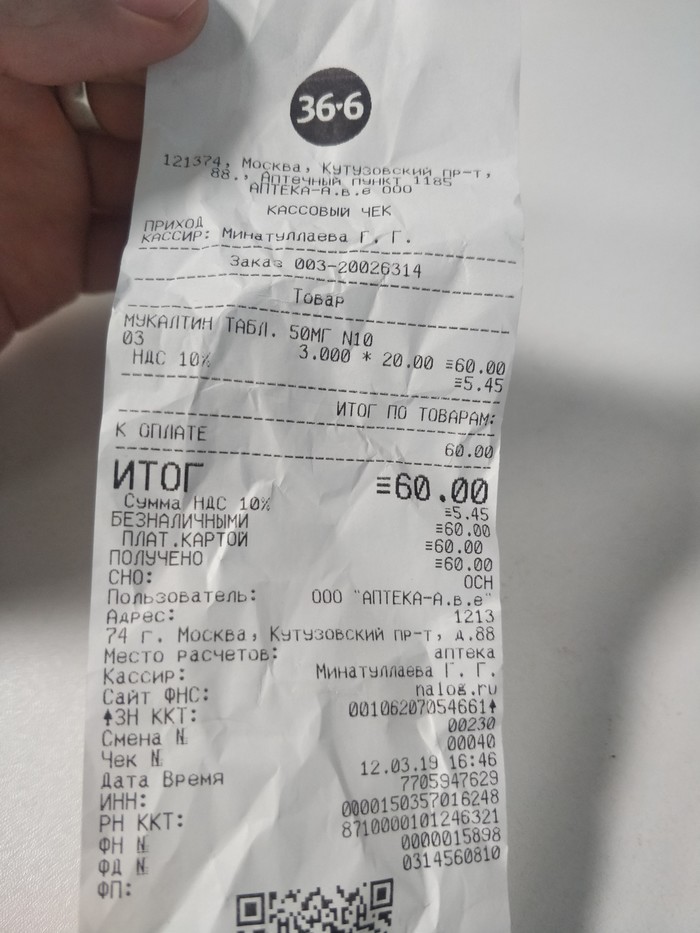 36·6
121374, Москва, Кутузовский пр-т,
88., Аптечный пункт 1185
АПТЕКА-А.в.е ООО
КАССОВЫЙ ЧЕК
ПРИХОД
КАССИР: Минатуллаева Г. Г.
Заказ 003-20026314
Товар
МУКАЛТИН ТАБЛ. 50МГ N10
03
3.000 * 20.00 ≡60.00
НДС 10% ≡5.45
ИТОГ ПО ТОВАРАМ:
К ОПЛАТЕ 60.00
ИТОГ ≡60.00
Сумма НДС 10% ≡5.45
БЕЗНАЛИЧНЫМИ ≡60.00
ПЛАТ.КАРТОЙ ≡60.00
ПОЛУЧЕНО ≡60.00
СНО: ОСН
Пользователь: ООО "АПТЕКА-А.в.е"
Адрес: 1213
74 г. Москва, Кутузовский пр-т, д.88
Место расчетов: аптека
Кассир: Минатуллаева Г. Г.
Сайт ФНС: nalog.ru
↑ЗН ККТ: 00106207054661↑
Смена № 00230
Чек № 00040
Дата Время 12.03.19 16:46
ИНН: 7705947629
РН ККТ: 0000150357016248
ФН № 8710000101246321
ФД № 0000015898
ФП: 0314560810